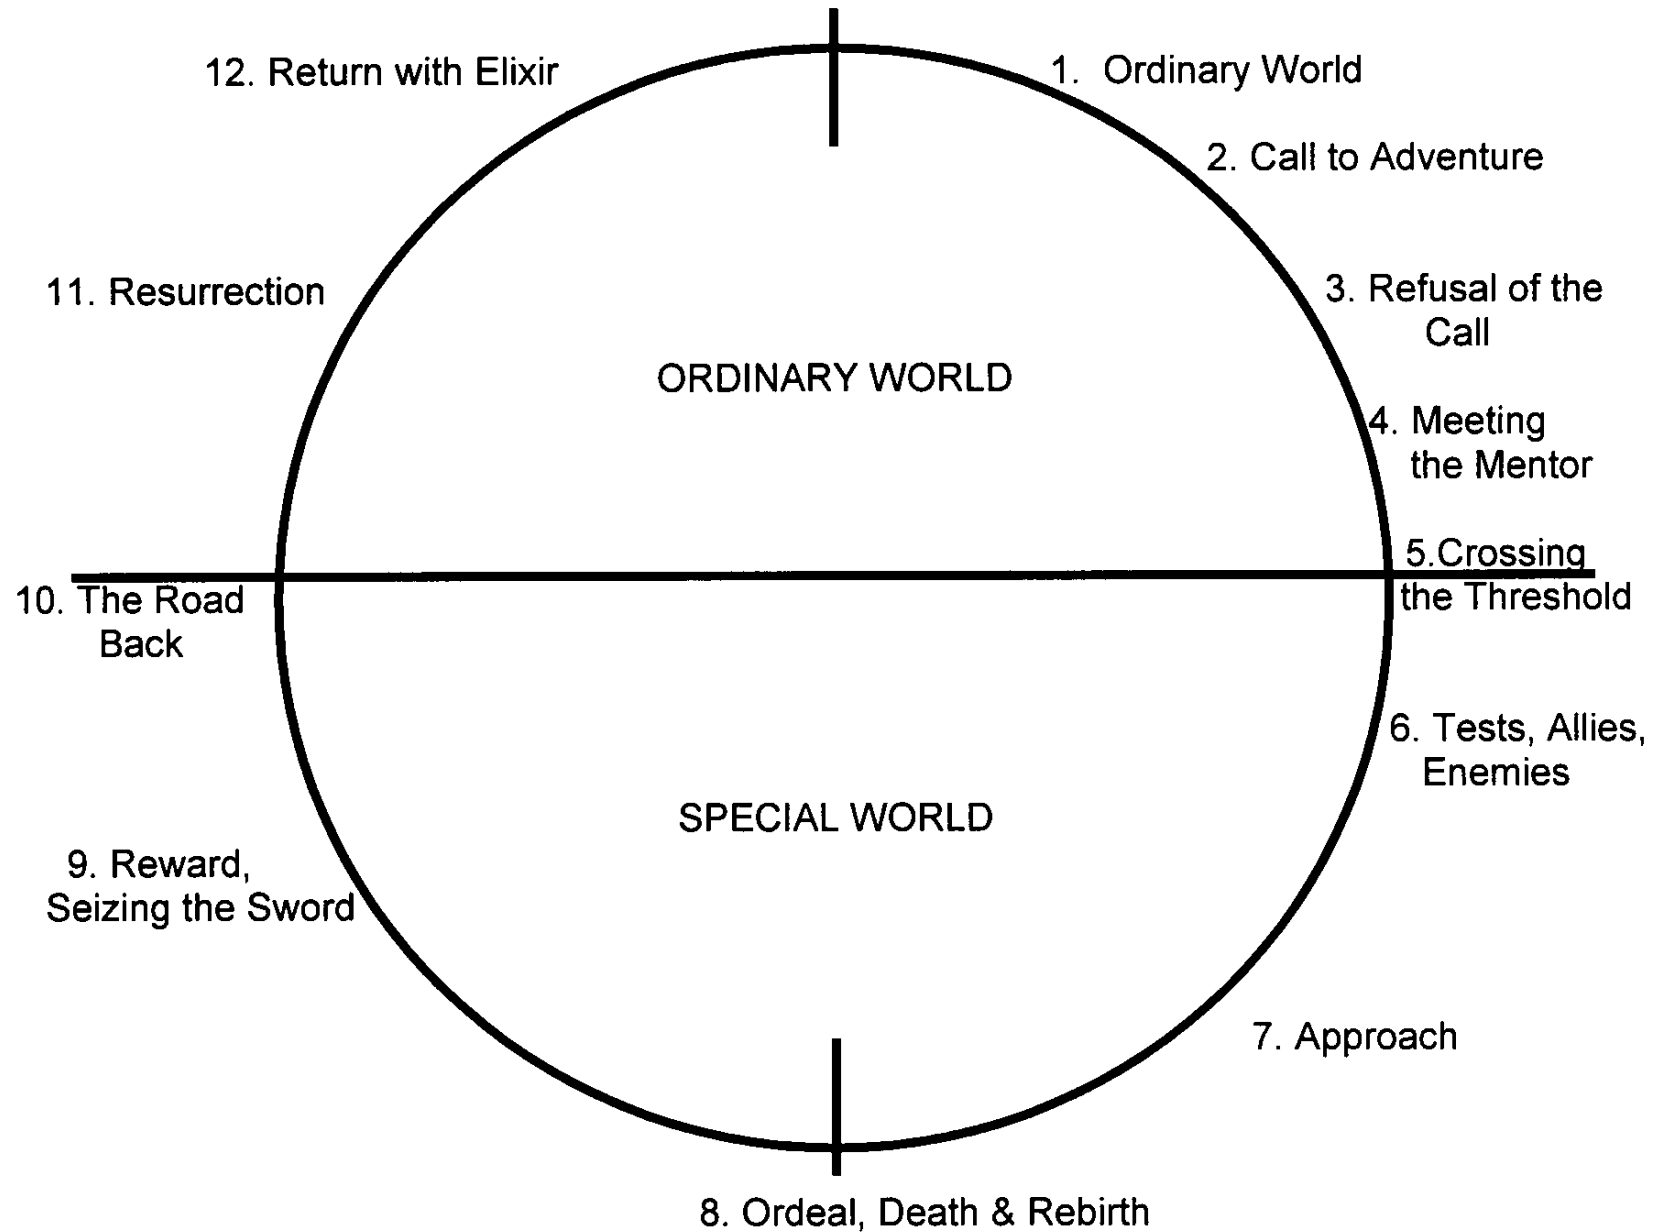 12. Return with Elixir
1. Ordinary World
2. Call to Adventure
3. Refusal of the
Call
4. Meeting
the Mentor
5.Crossing
the Threshold
6. Tests, Allies,
Enemies
7. Approach
8. Ordeal, Death & Rebirth
9. Reward,
Seizing the Sword
10. The Road
Back
11. Resurrection
ORDINARY WORLD
SPECIAL WORLD